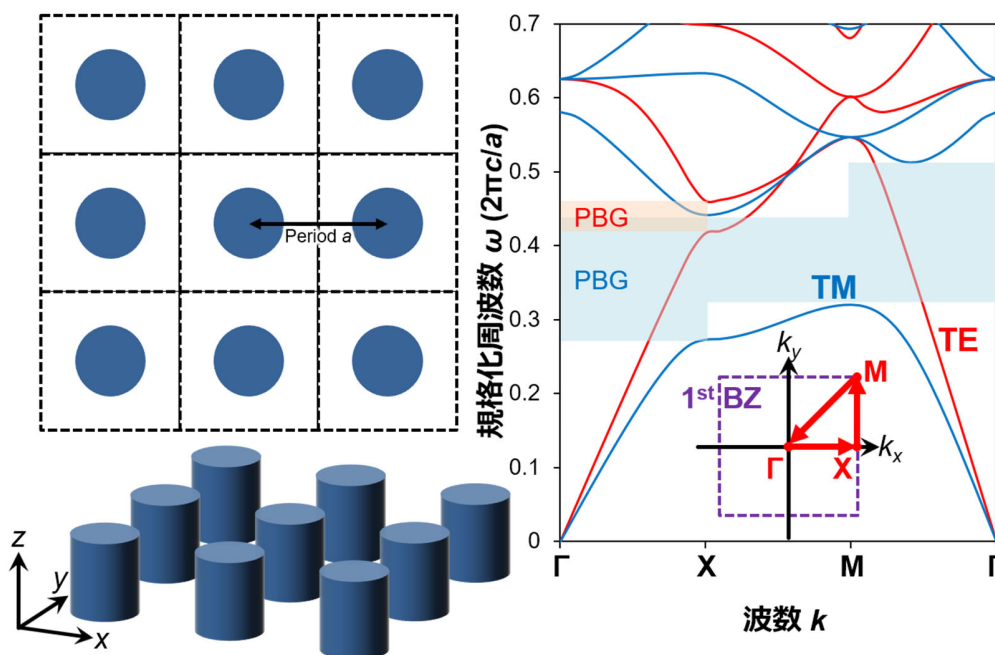 Period a
z
y
x
規格化周波数 ω (2πc/a)
0.7
0.6
0.5
0.4
0.3
0.2
0.1
0
PBG
PBG
TM
TE
k_y
1st BZ
M
Γ
X
k_x
Γ
X
M
Γ
波数 k